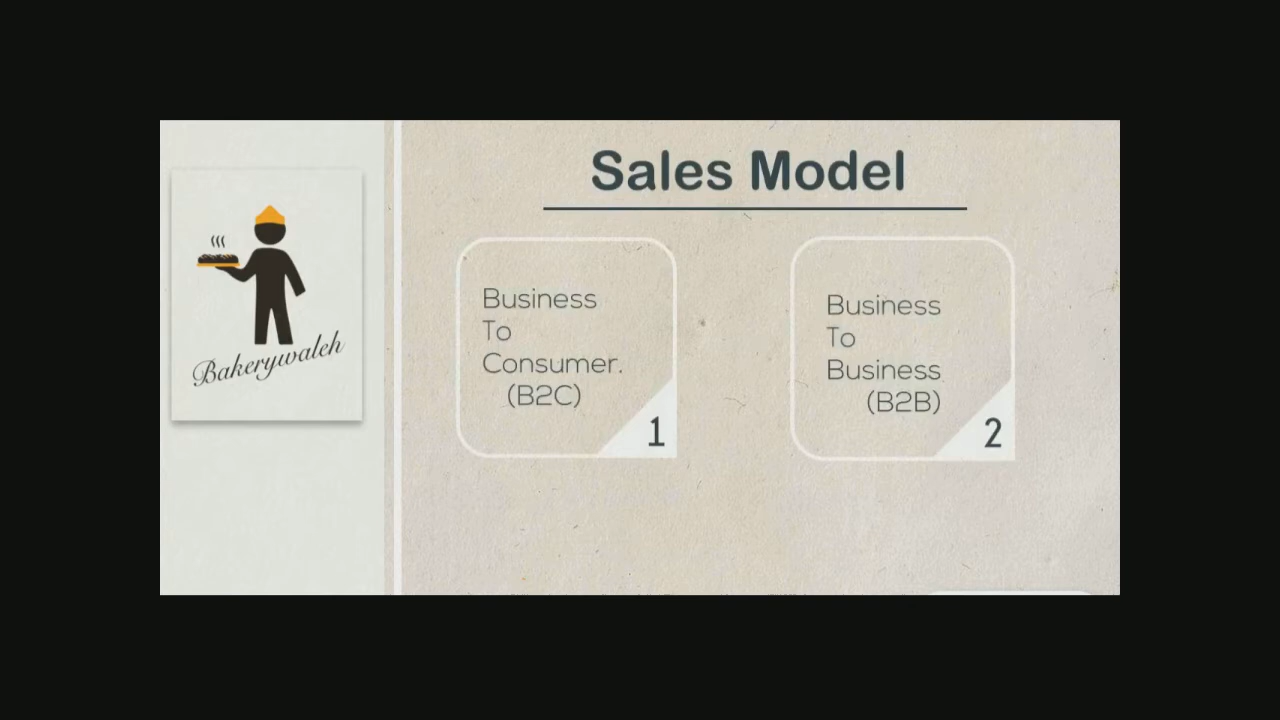 Sales Model
Bakerywaleh
Business
To
Consumer.
(B2C)
1
Business
To
Business
(B2B)
2